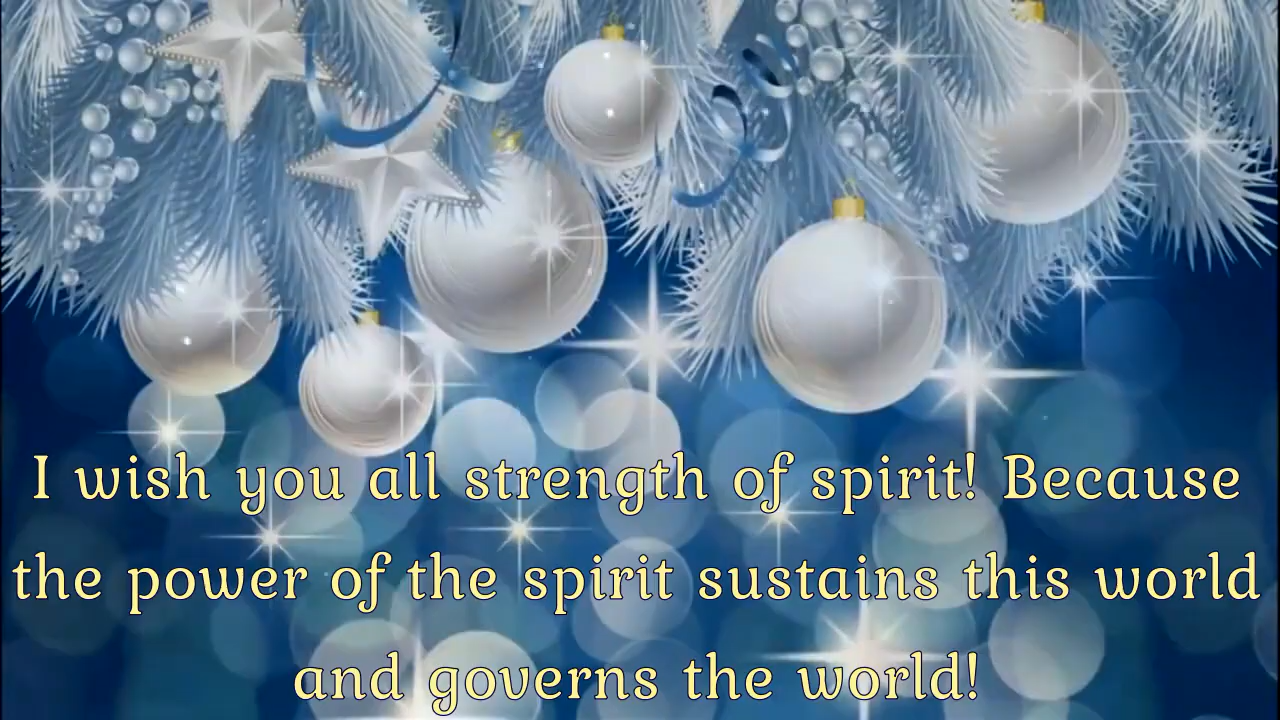 I wish you all strength of spirit! Because
the power of the spirit sustains this world
and governs the world!